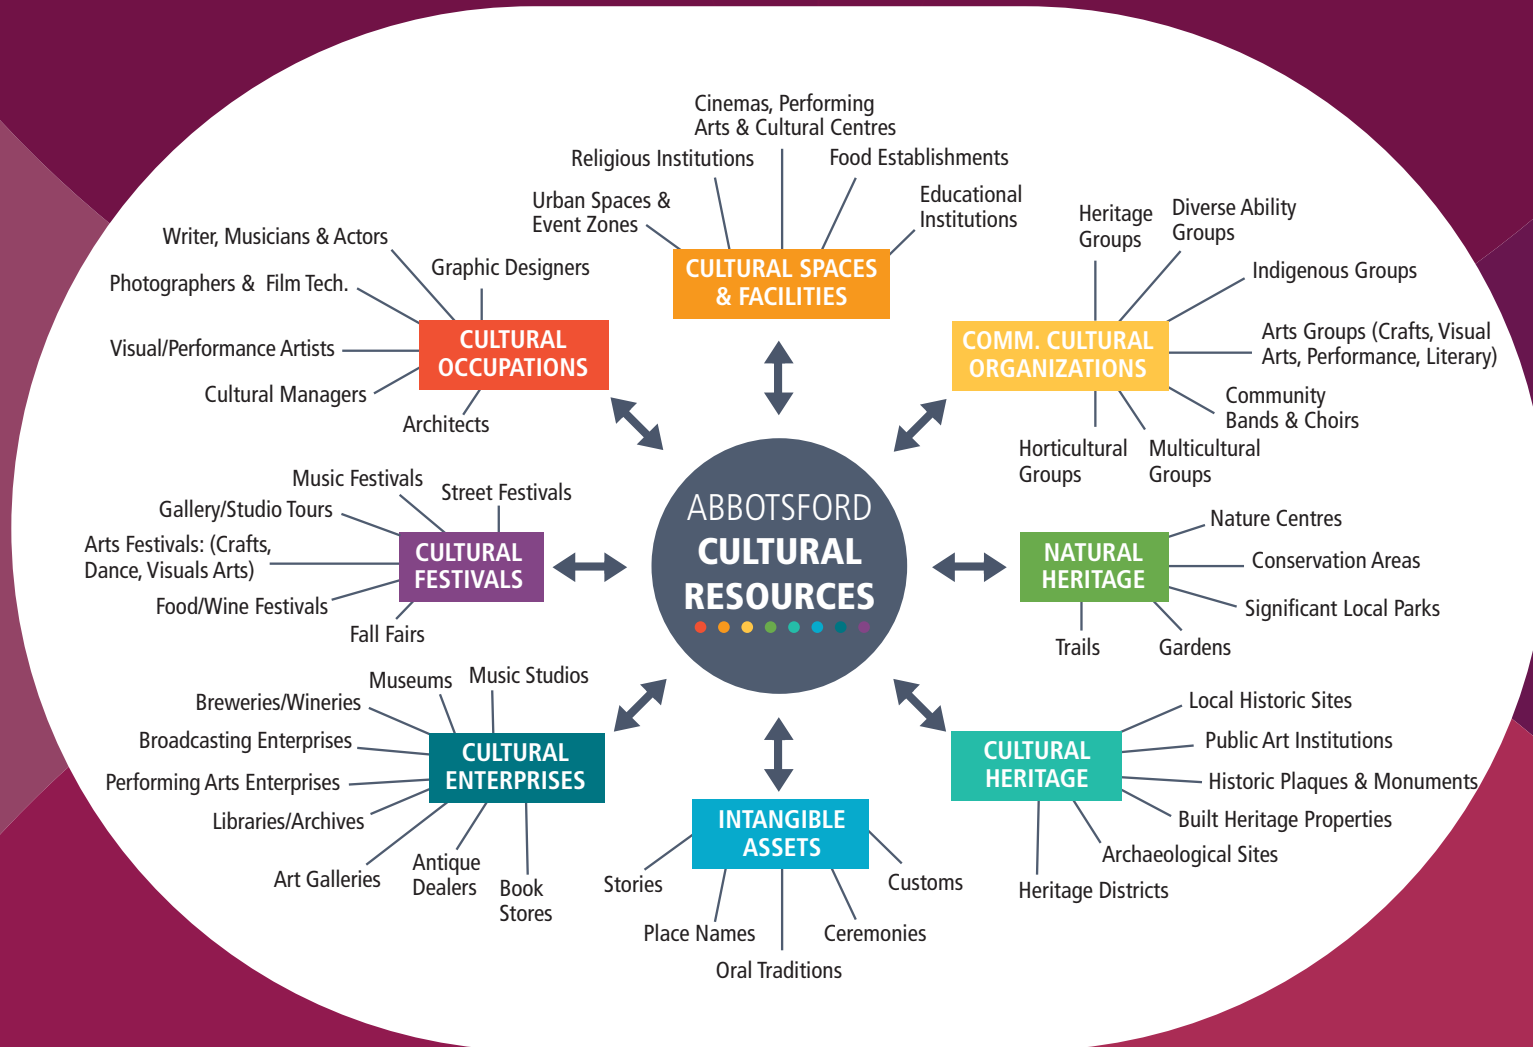 Cinemas, Performing
Arts & Cultural Centres
Religious Institutions
Food Establishments
Urban Spaces &
Event Zones
Educational
Institutions
CULTURAL SPACES
& FACILITIES
Writer, Musicians & Actors
Graphic Designers
Photographers &  Film Tech.
Visual/Performance Artists
Cultural Managers
Architects
CULTURAL
OCCUPATIONS
Heritage
Groups
Diverse Ability
Groups
Indigenous Groups
Arts Groups (Crafts, Visual
Arts, Performance, Literary)
Community
Bands & Choirs
Multicultural
Groups
Horticultural
Groups
COMM. CULTURAL
ORGANIZATIONS
ABBOTSFORD
CULTURAL
RESOURCES
Music Festivals
Street Festivals
Gallery/Studio Tours
Arts Festivals: (Crafts,
Dance, Visuals Arts)
Food/Wine Festivals
Fall Fairs
CULTURAL
FESTIVALS
NATURAL
HERITAGE
Nature Centres
Conservation Areas
Significant Local Parks
Gardens
Trails
Museums
Music Studios
Breweries/Wineries
Broadcasting Enterprises
Performing Arts Enterprises
Libraries/Archives
Art Galleries
Antique
Dealers
Book
Stores
CULTURAL
ENTERPRISES
INTANGIBLE
ASSETS
Stories
Place Names
Oral Traditions
Ceremonies
Customs
CULTURAL
HERITAGE
Local Historic Sites
Public Art Institutions
Historic Plaques & Monuments
Built Heritage Properties
Archaeological Sites
Heritage Districts